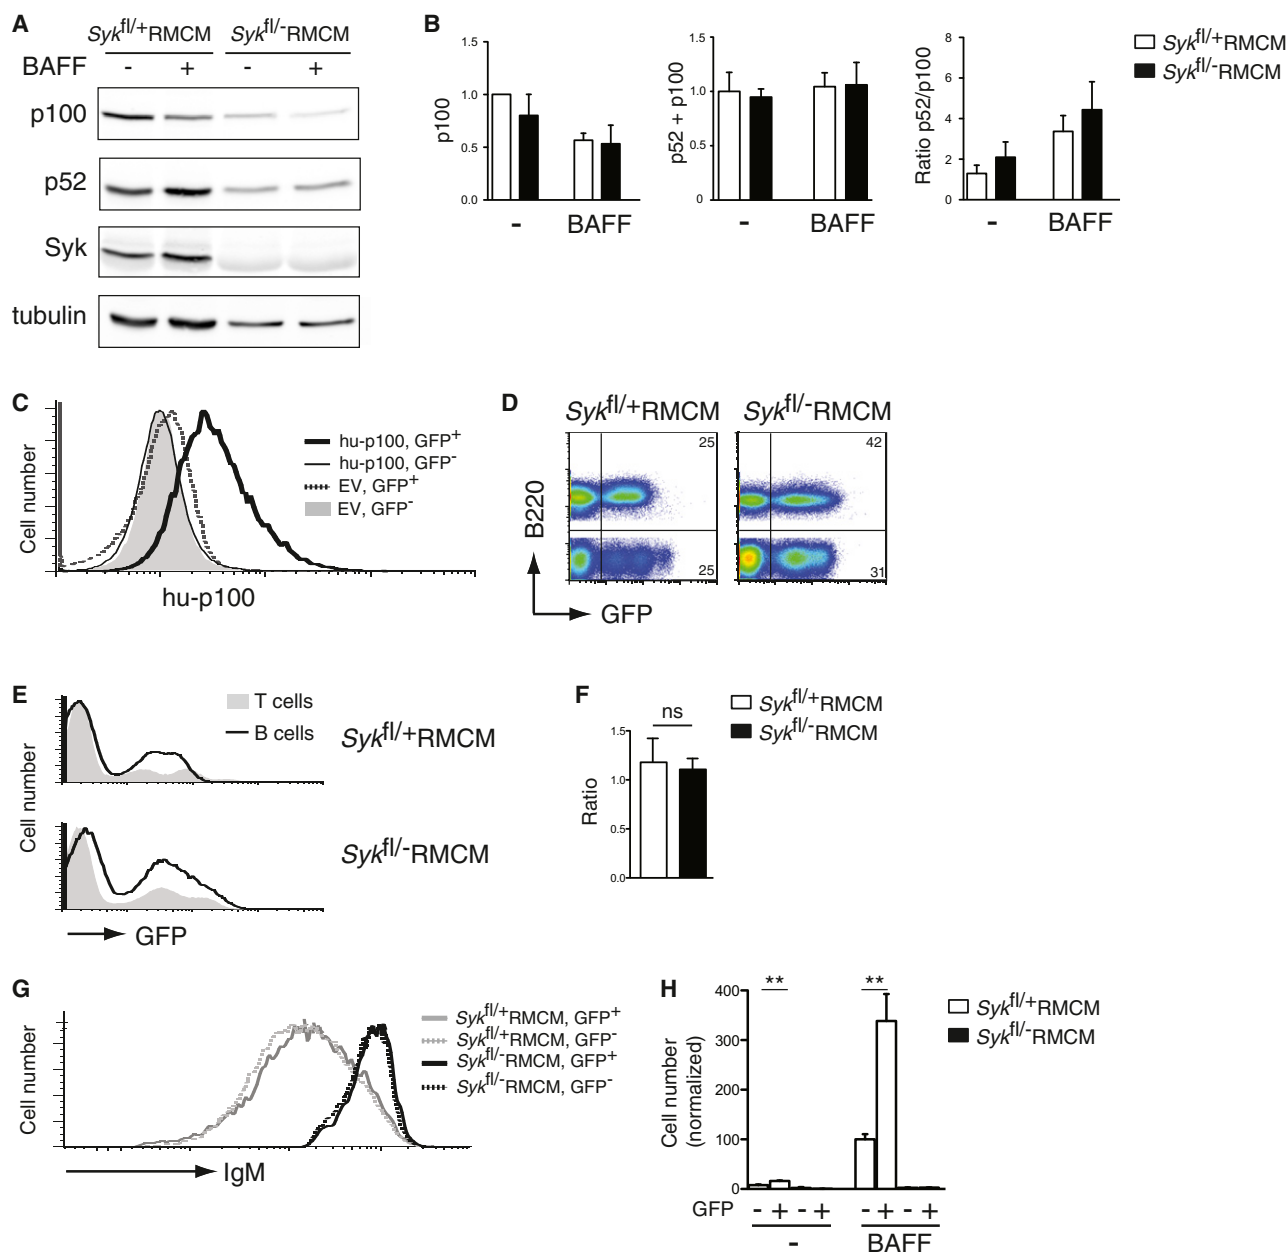 A
Syk^fl/+RMCM Syk^fl/-RMCM
BAFF - + - +
p100
p52
Syk
tubulin
B
1.5
1.0
0.5
0.0
p100
- BAFF
1.5
1.0
0.5
0
p52 + p100
- BAFF
8
6
4
2
0
Ratio p52/p100
- BAFF
Syk^fl/+RMCM
Syk^fl/-RMCM
C
Cell number
hu-p100
hu-p100, GFP+
hu-p100, GFP-
EV, GFP+
EV, GFP-
D
Syk^fl/+RMCM Syk^fl/-RMCM
25 42
25 31
B220
GFP
E
T cells
B cells
Syk^fl/+RMCM
Syk^fl/-RMCM
Cell number
GFP
F
Syk^fl/+RMCM
Syk^fl/-RMCM
ns
1.5
1.0
0.5
0.0
Ratio
G
Cell number
IgM
Syk^fl/+RMCM, GFP+
Syk^fl/+RMCM, GFP-
Syk^fl/-RMCM, GFP+
Syk^fl/-RMCM, GFP-
H
** **
400
300
200
100
0
Cell number
(normalized)
GFP - + - + - + - +
- BAFF
Syk^fl/+RMCM
Syk^fl/-RMCM